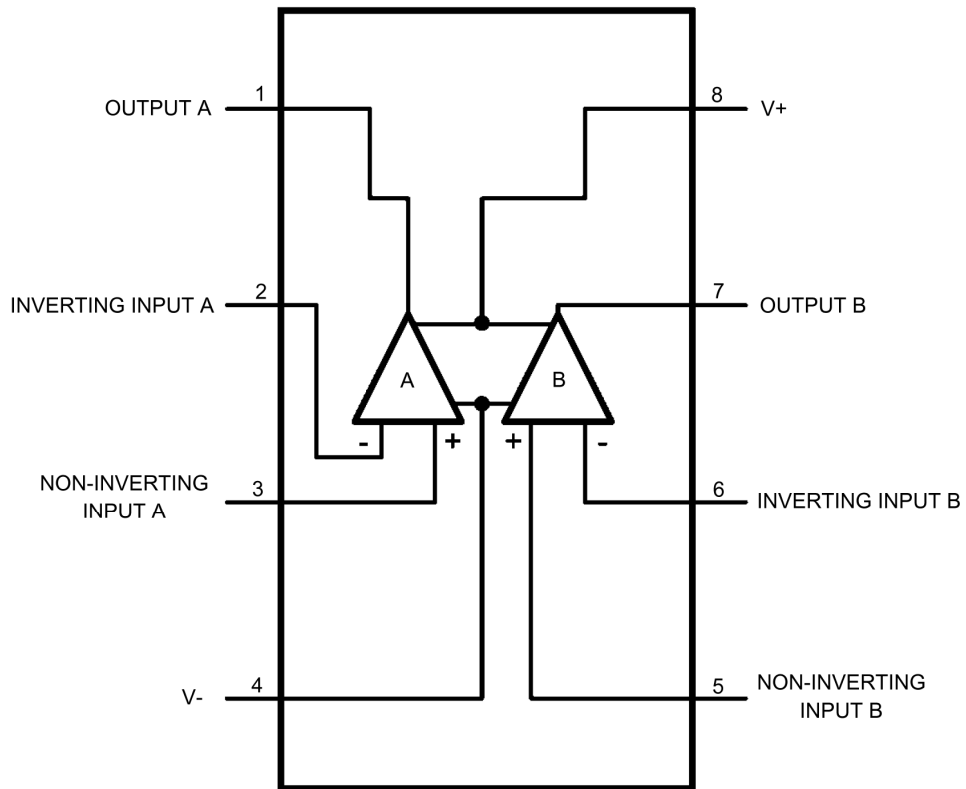 OUTPUT A
1
8
V+
INVERTING INPUT A
2
7
OUTPUT B
A
B
-
+
+
-
NON-INVERTING
INPUT A
3
6
INVERTING INPUT B
V-
4
5
NON-INVERTING
INPUT B